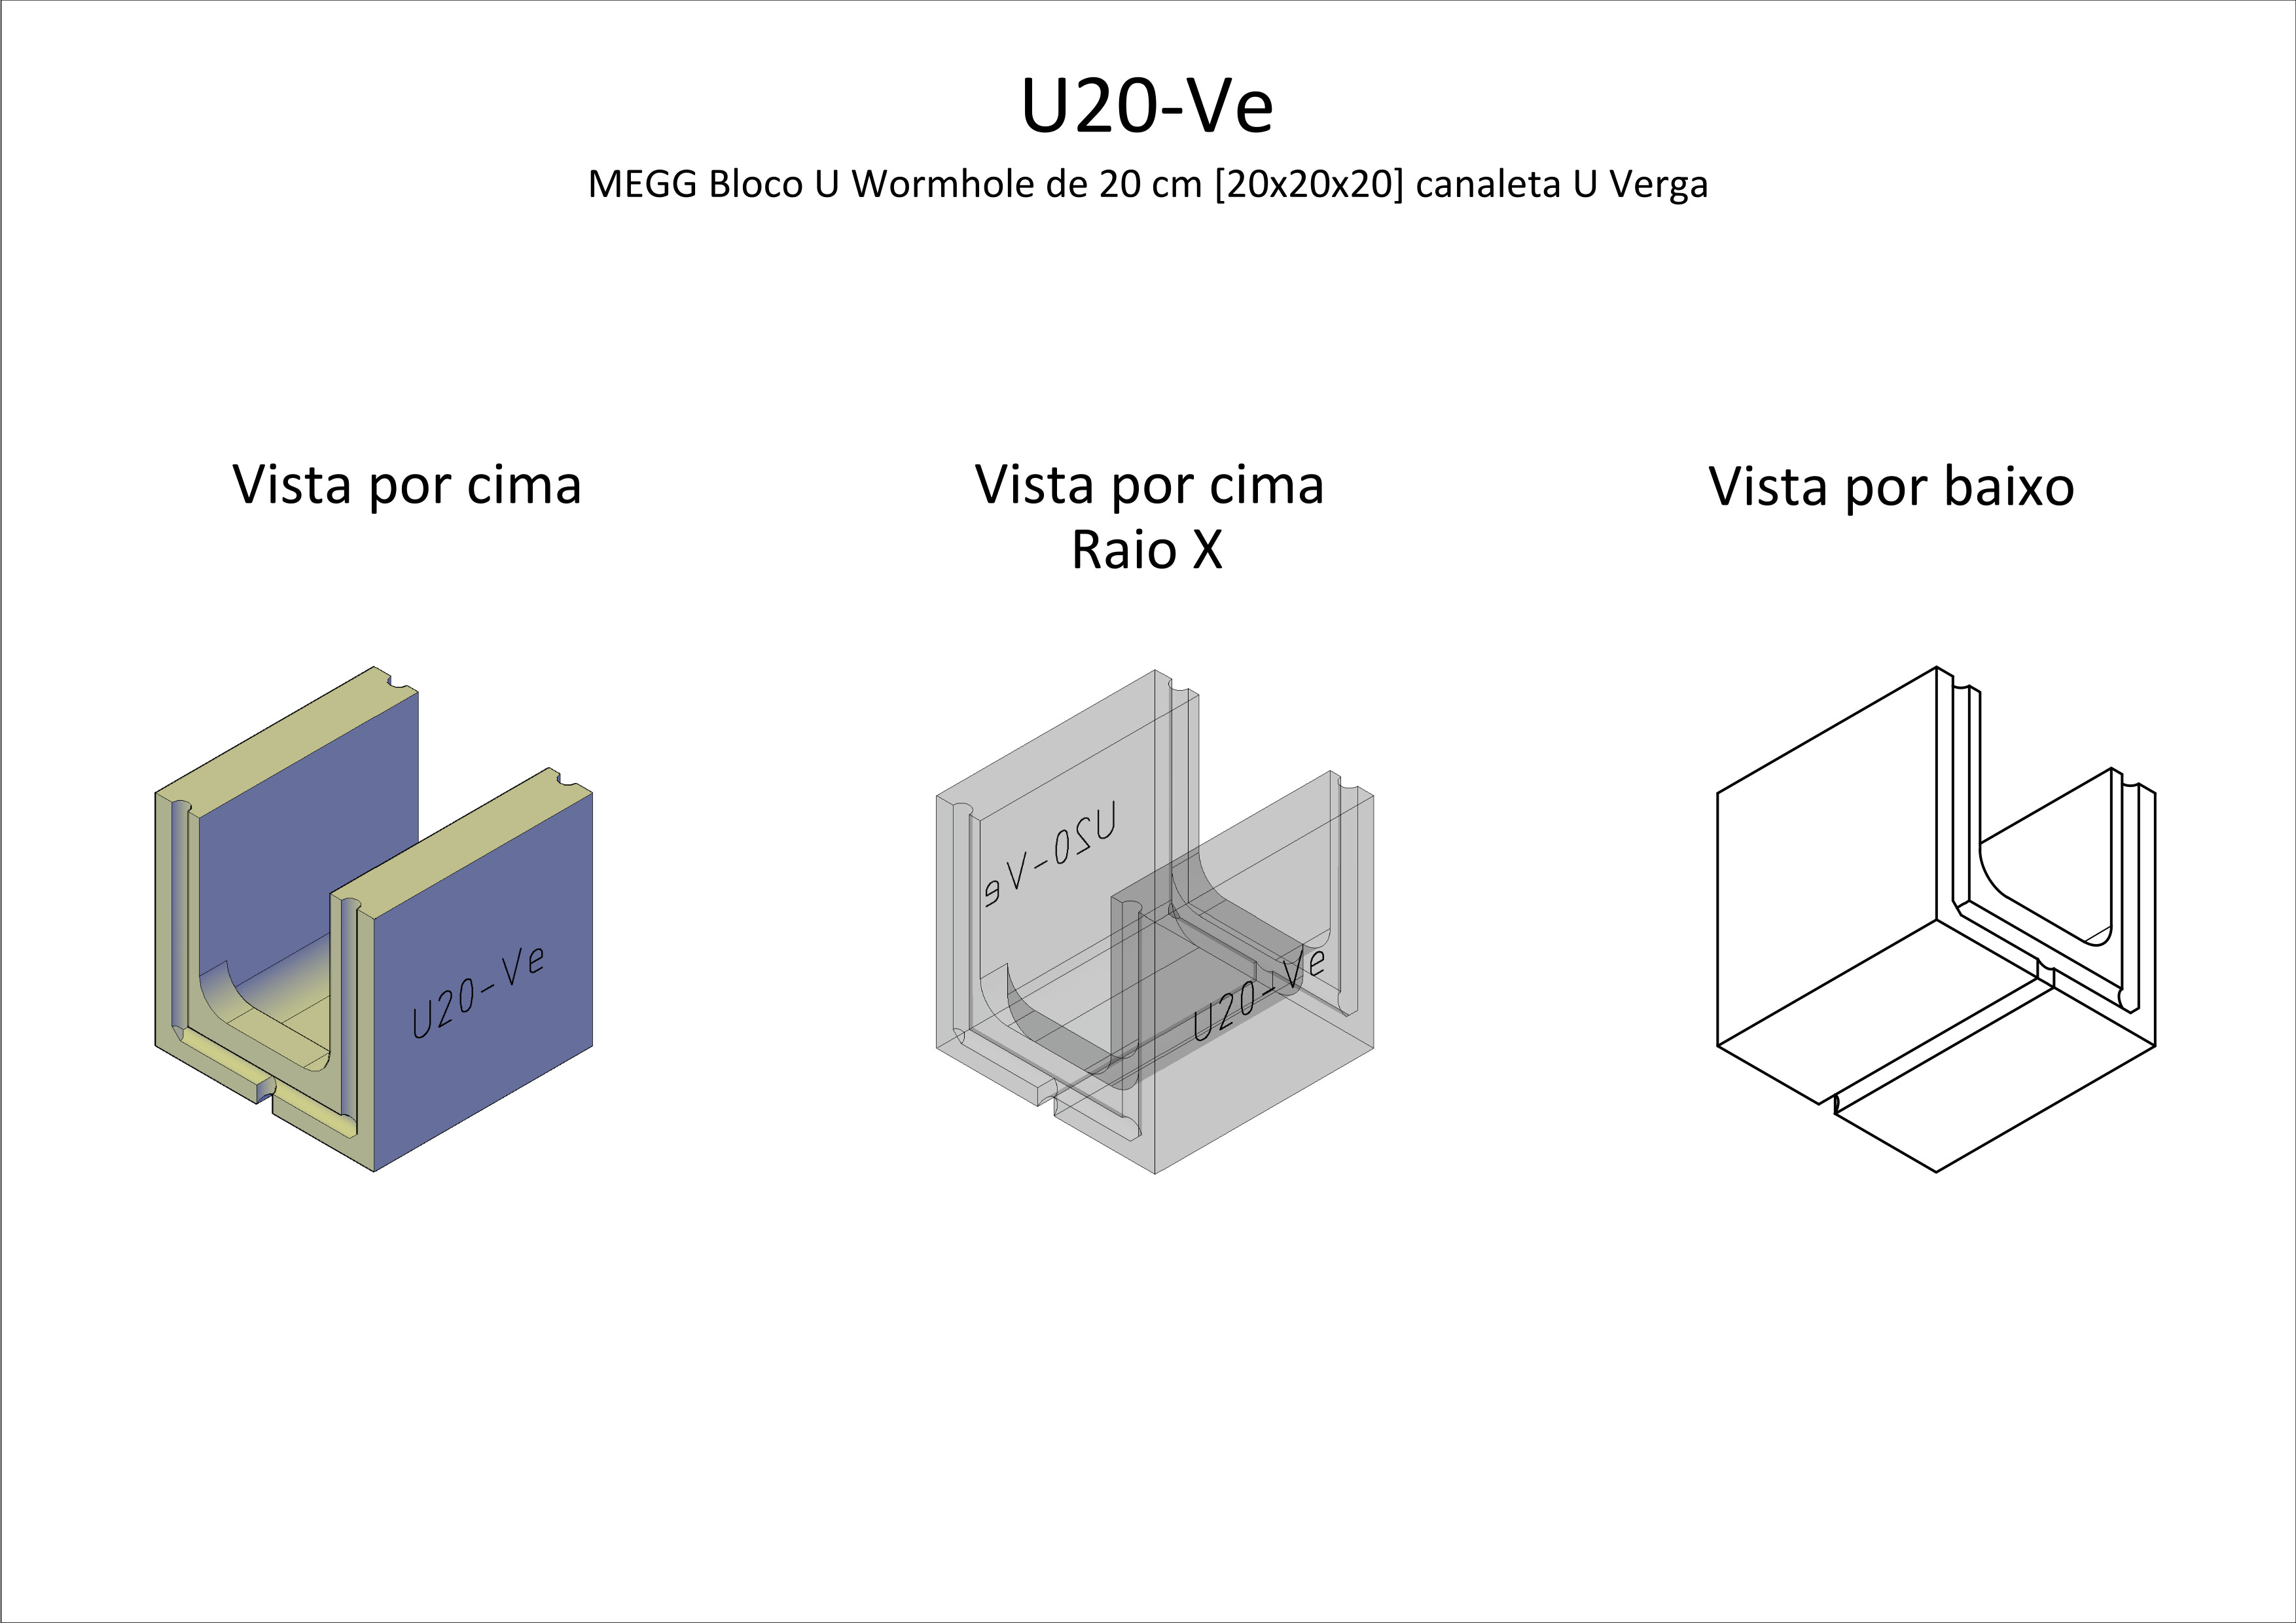 U20-Ve
MEGG Bloco U Wormhole de 20 cm [20x20x20] canaleta U Verga
Vista por cima
Vista por cima
Raio X
Vista por baixo
U20-Ve
U20-Ve
U20-Ve